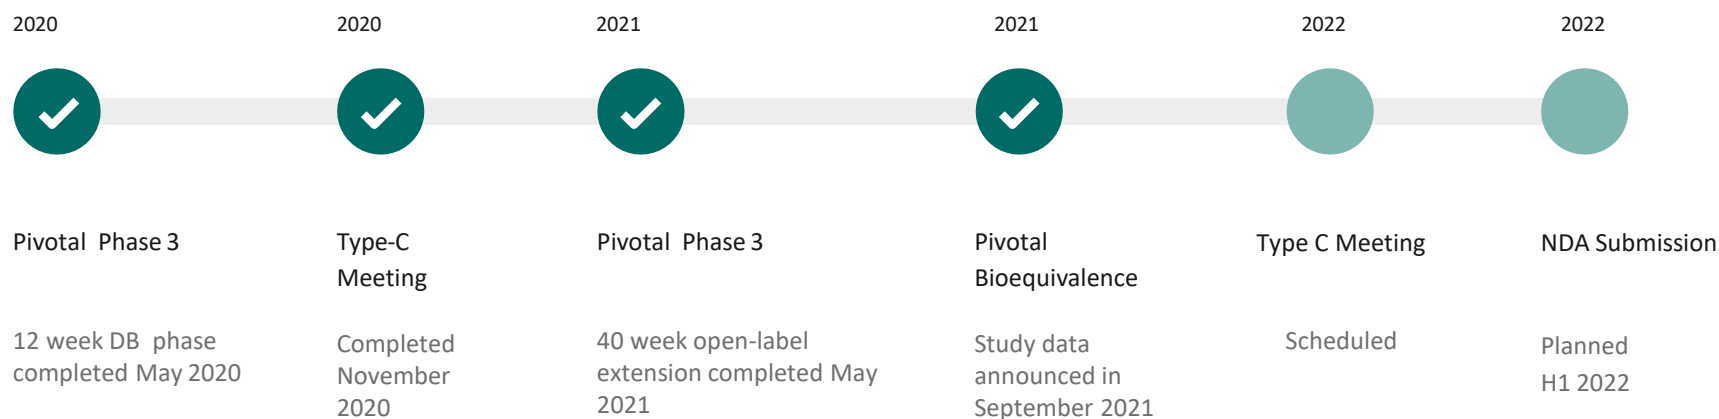 2020
2020
2021
2021
2022
2022
Pivotal Phase 3
Type-C
Meeting
Pivotal Phase 3
Pivotal
Bioequivalence
Type C Meeting
NDA Submission
12 week DB phase
completed May 2020
Completed
November
2020
40 week open-label
extension completed May
2021
Study data
announced in
September 2021
Scheduled
Planned
H1 2022